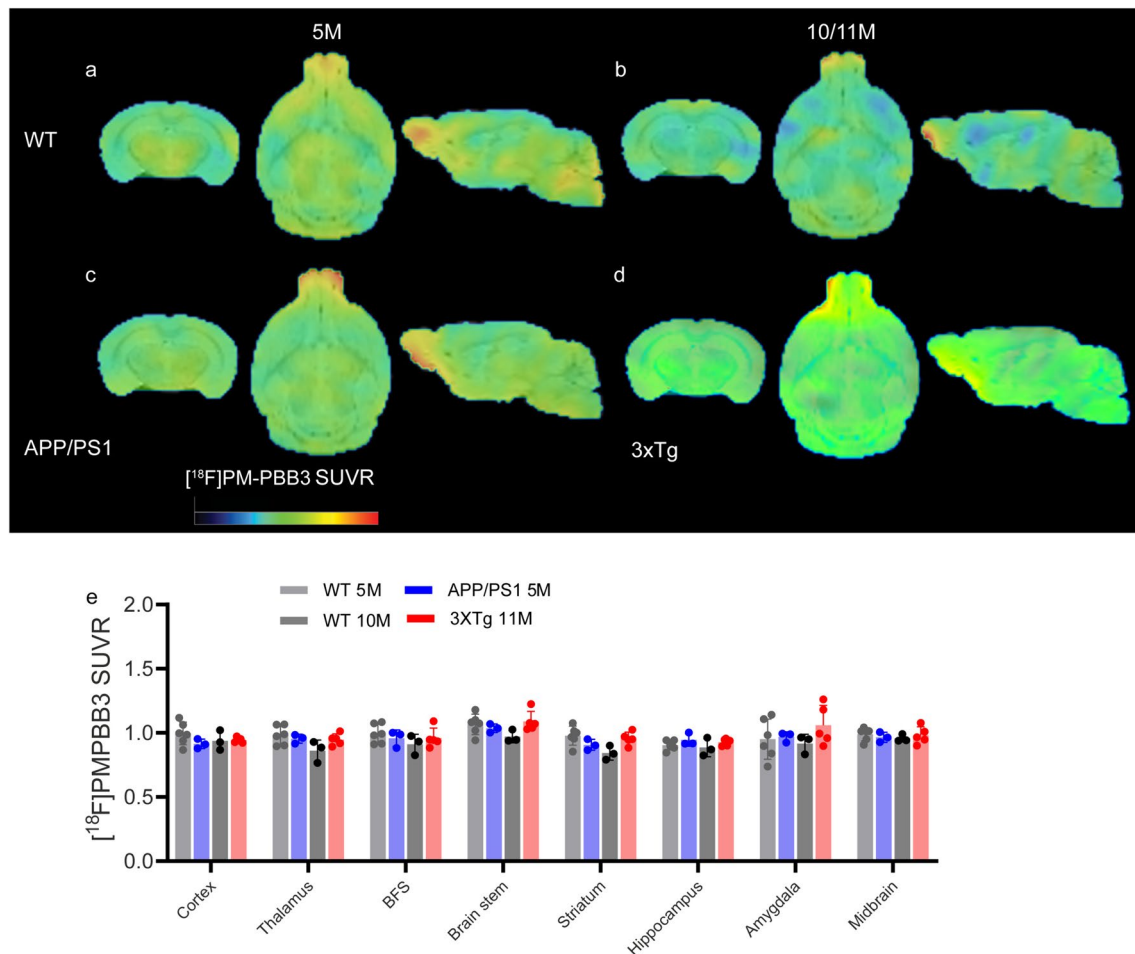 5M 10/11M
a b
WT
c d
APP/PS1 3xTg
[¹⁸F]PM-PBB3 SUVR
e
WT 5M APP/PS1 5M
WT 10M 3XTg 11M
[¹⁸F]PMPBB3 SUVR
2.0
1.5
1.0
0.5
0.0
Cortex Thalamus BFS Brain stem Striatum Hippocampus Amygdala Midbrain